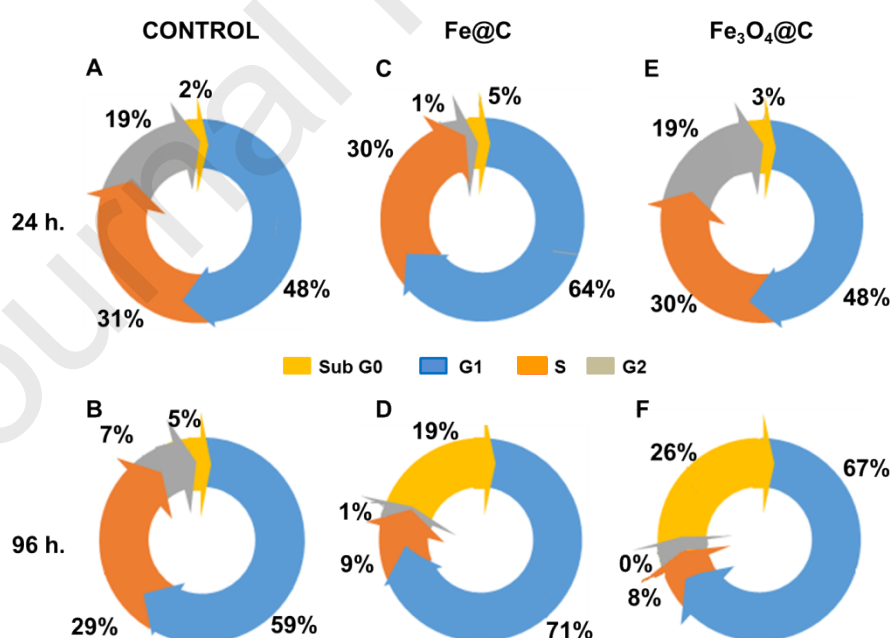 CONTROL Fe@C Fe₃O₄@C
A C E
2% 5% 3%
19% 1% 19%
30%
24 h.
48% 64% 48%
31% 30%
Sub G0 G1 S G2
B D F
7% 5% 19% 26% 67%
96 h.
1% 0%
9% 8%
29% 59% 71%
ournal